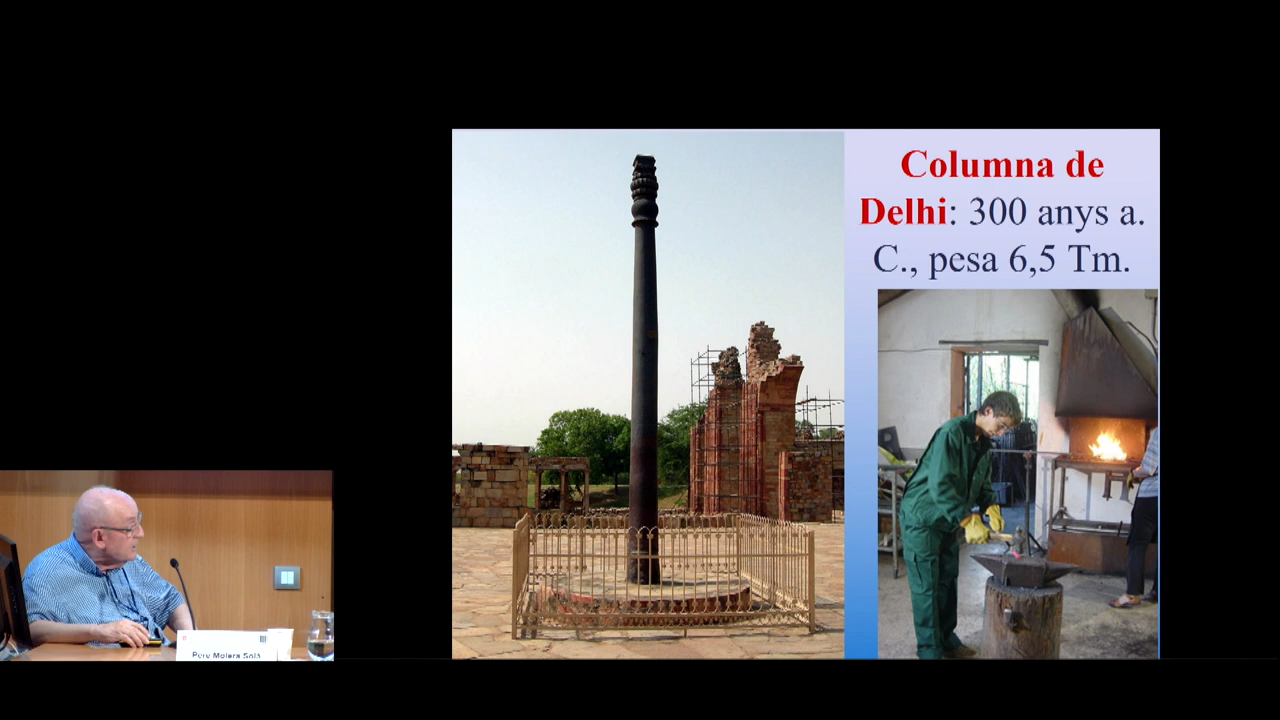 Columna de
Delhi: 300 anys a.
C., pesa 6,5 Tm.
Pere Molera Solà